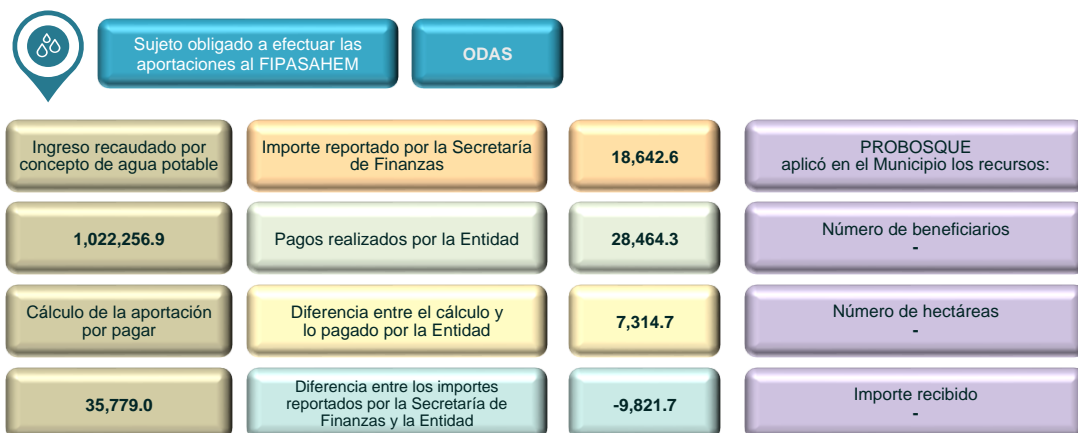 Sujeto obligado a efectuar las
aportaciones al FIPASAHEM
ODAS
Ingreso recaudado por
concepto de agua potable
Importe reportado por la Secretaría
de Finanzas
18,642.6
PROBOSQUE
aplicó en el Municipio los recursos:
1,022,256.9
Pagos realizados por la Entidad
28,464.3
Número de beneficiarios
-
Cálculo de la aportación
por pagar
Diferencia entre el cálculo y
lo pagado por la Entidad
7,314.7
Número de hectáreas
-
35,779.0
Diferencia entre los importes
reportados por la Secretaría de
Finanzas y la Entidad
-9,821.7
Importe recibido
-